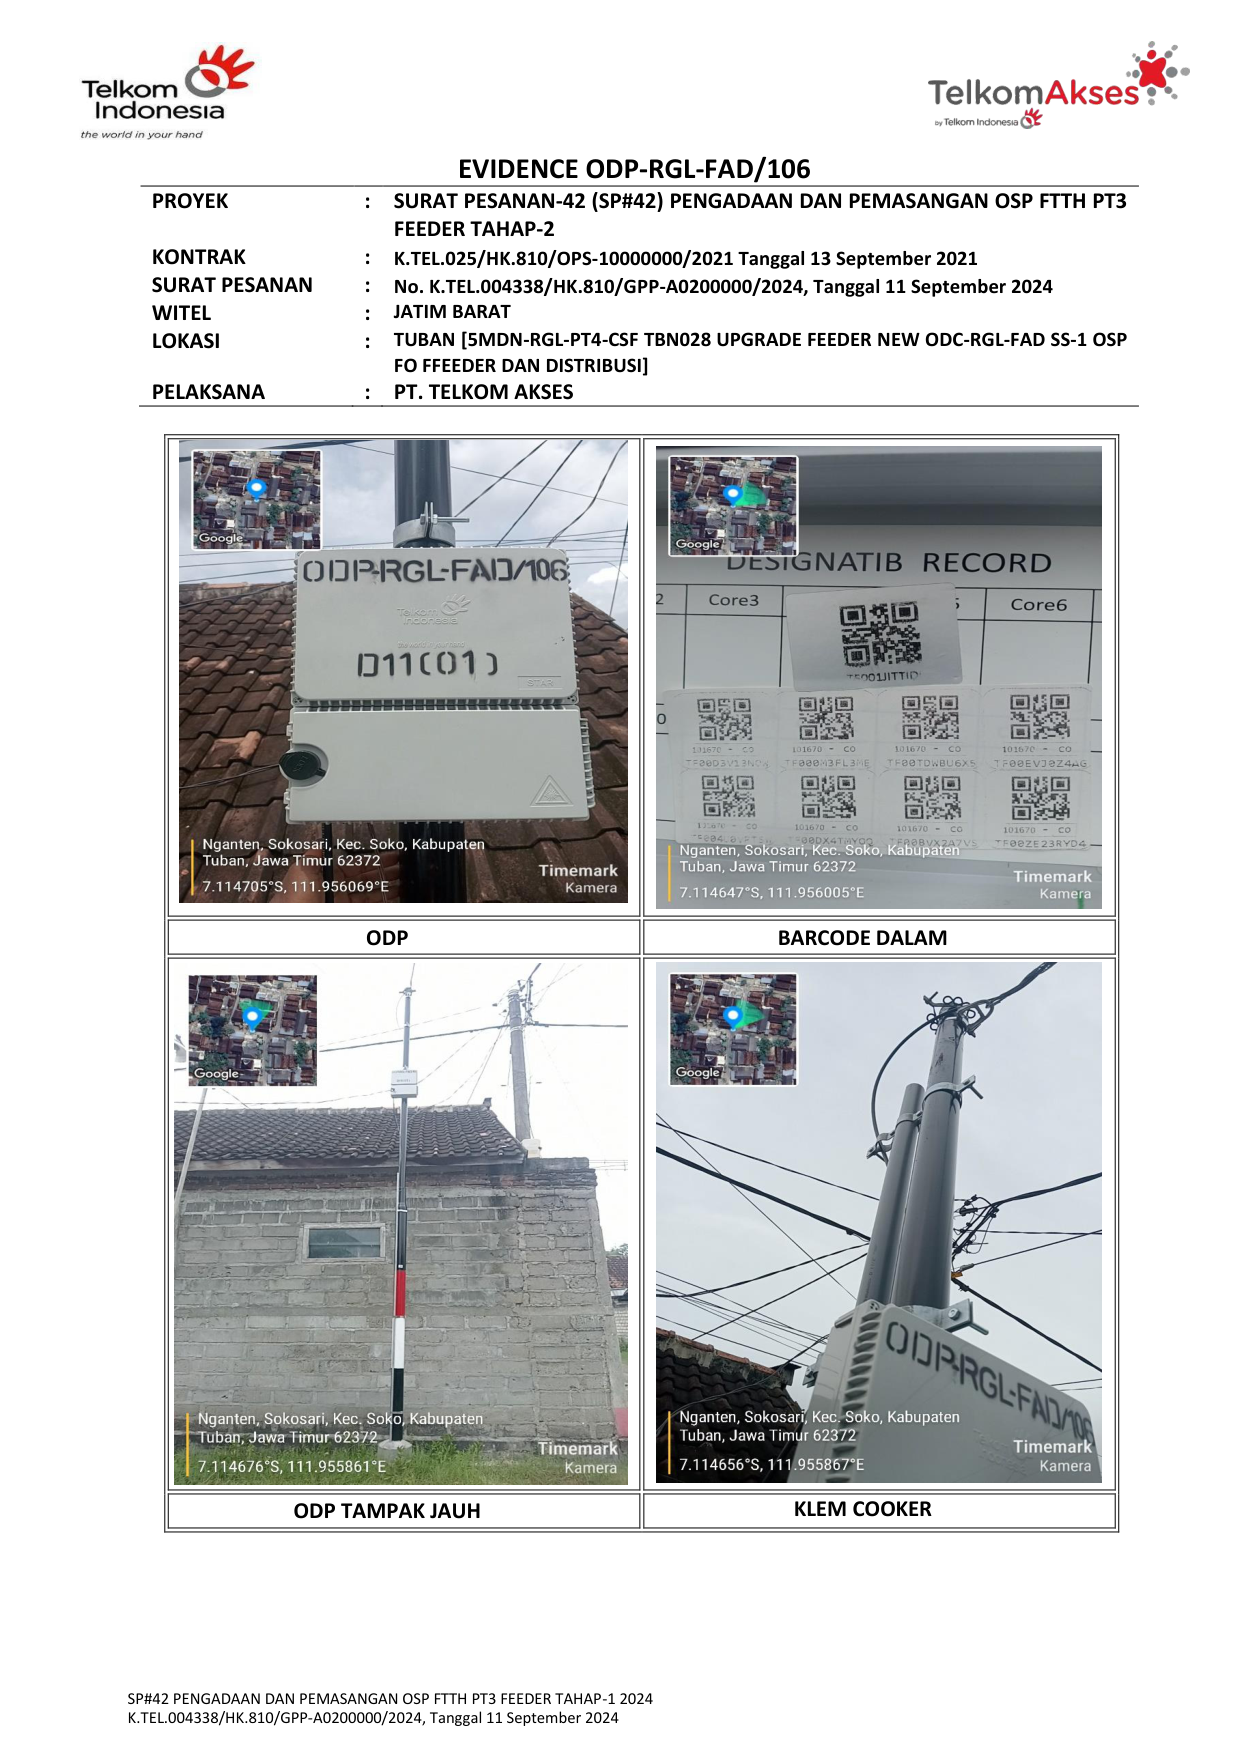 Telkom
Indonesia
the world in your hand
TelkomAkses
by Telkom Indonesia
EVIDENCE ODP-RGL-FAD/106
PROYEK : SURAT PESANAN-42 (SP#42) PENGADAAN DAN PEMASANGAN OSP FTTH PT3
FEEDER TAHAP-2
KONTRAK : K.TEL.025/HK.810/OPS-10000000/2021 Tanggal 13 September 2021
SURAT PESANAN : No. K.TEL.004338/HK.810/GPP-A0200000/2024, Tanggal 11 September 2024
WITEL : JATIM BARAT
LOKASI : TUBAN [5MDN-RGL-PT4-CSF TBN028 UPGRADE FEEDER NEW ODC-RGL-FAD SS-1 OSP
FO FFEEDER DAN DISTRIBUSI]
PELAKSANA : PT. TELKOM AKSES
Google
ODP-RGL-FAD/106
Telkom
Indonesia
D11(01)
STAR
Nganten, Sokosari, Kec. Soko, Kabupaten
Tuban, Jawa Timur 62372
7.114705°S, 111.956069°E
Timemark
Kamera
Google
DESIGNATIB RECORD
2 Core3 5 Core6
TF001JITTID
0
101670 - CO 101670 - CO 101670 - CO 101670 - CO
TF00TDWBU6X5 TF00EVJ0Z4AG
101670 - CO 101670 - CO 101670 - CO 101670 - CO
TF00ZE23RYD4
Nganten, Sokosari, Kec. Soko, Kabupaten
Tuban, Jawa Timur 62372
7.114647°S, 111.956005°E
Timemark
Kamera
ODP
BARCODE DALAM
Google
Nganten, Sokosari, Kec. Soko, Kabupaten
Tuban, Jawa Timur 62372
7.114676°S, 111.955861°E
Timemark
Kamera
Google
ODP-RGL-FAD/106
Nganten, Sokosari, Kec. Soko, Kabupaten
Tuban, Jawa Timur 62372
7.114656°S, 111.955867°E
Timemark
Kamera
ODP TAMPAK JAUH
KLEM COOKER
SP#42 PENGADAAN DAN PEMASANGAN OSP FTTH PT3 FEEDER TAHAP-1 2024
K.TEL.004338/HK.810/GPP-A0200000/2024, Tanggal 11 September 2024